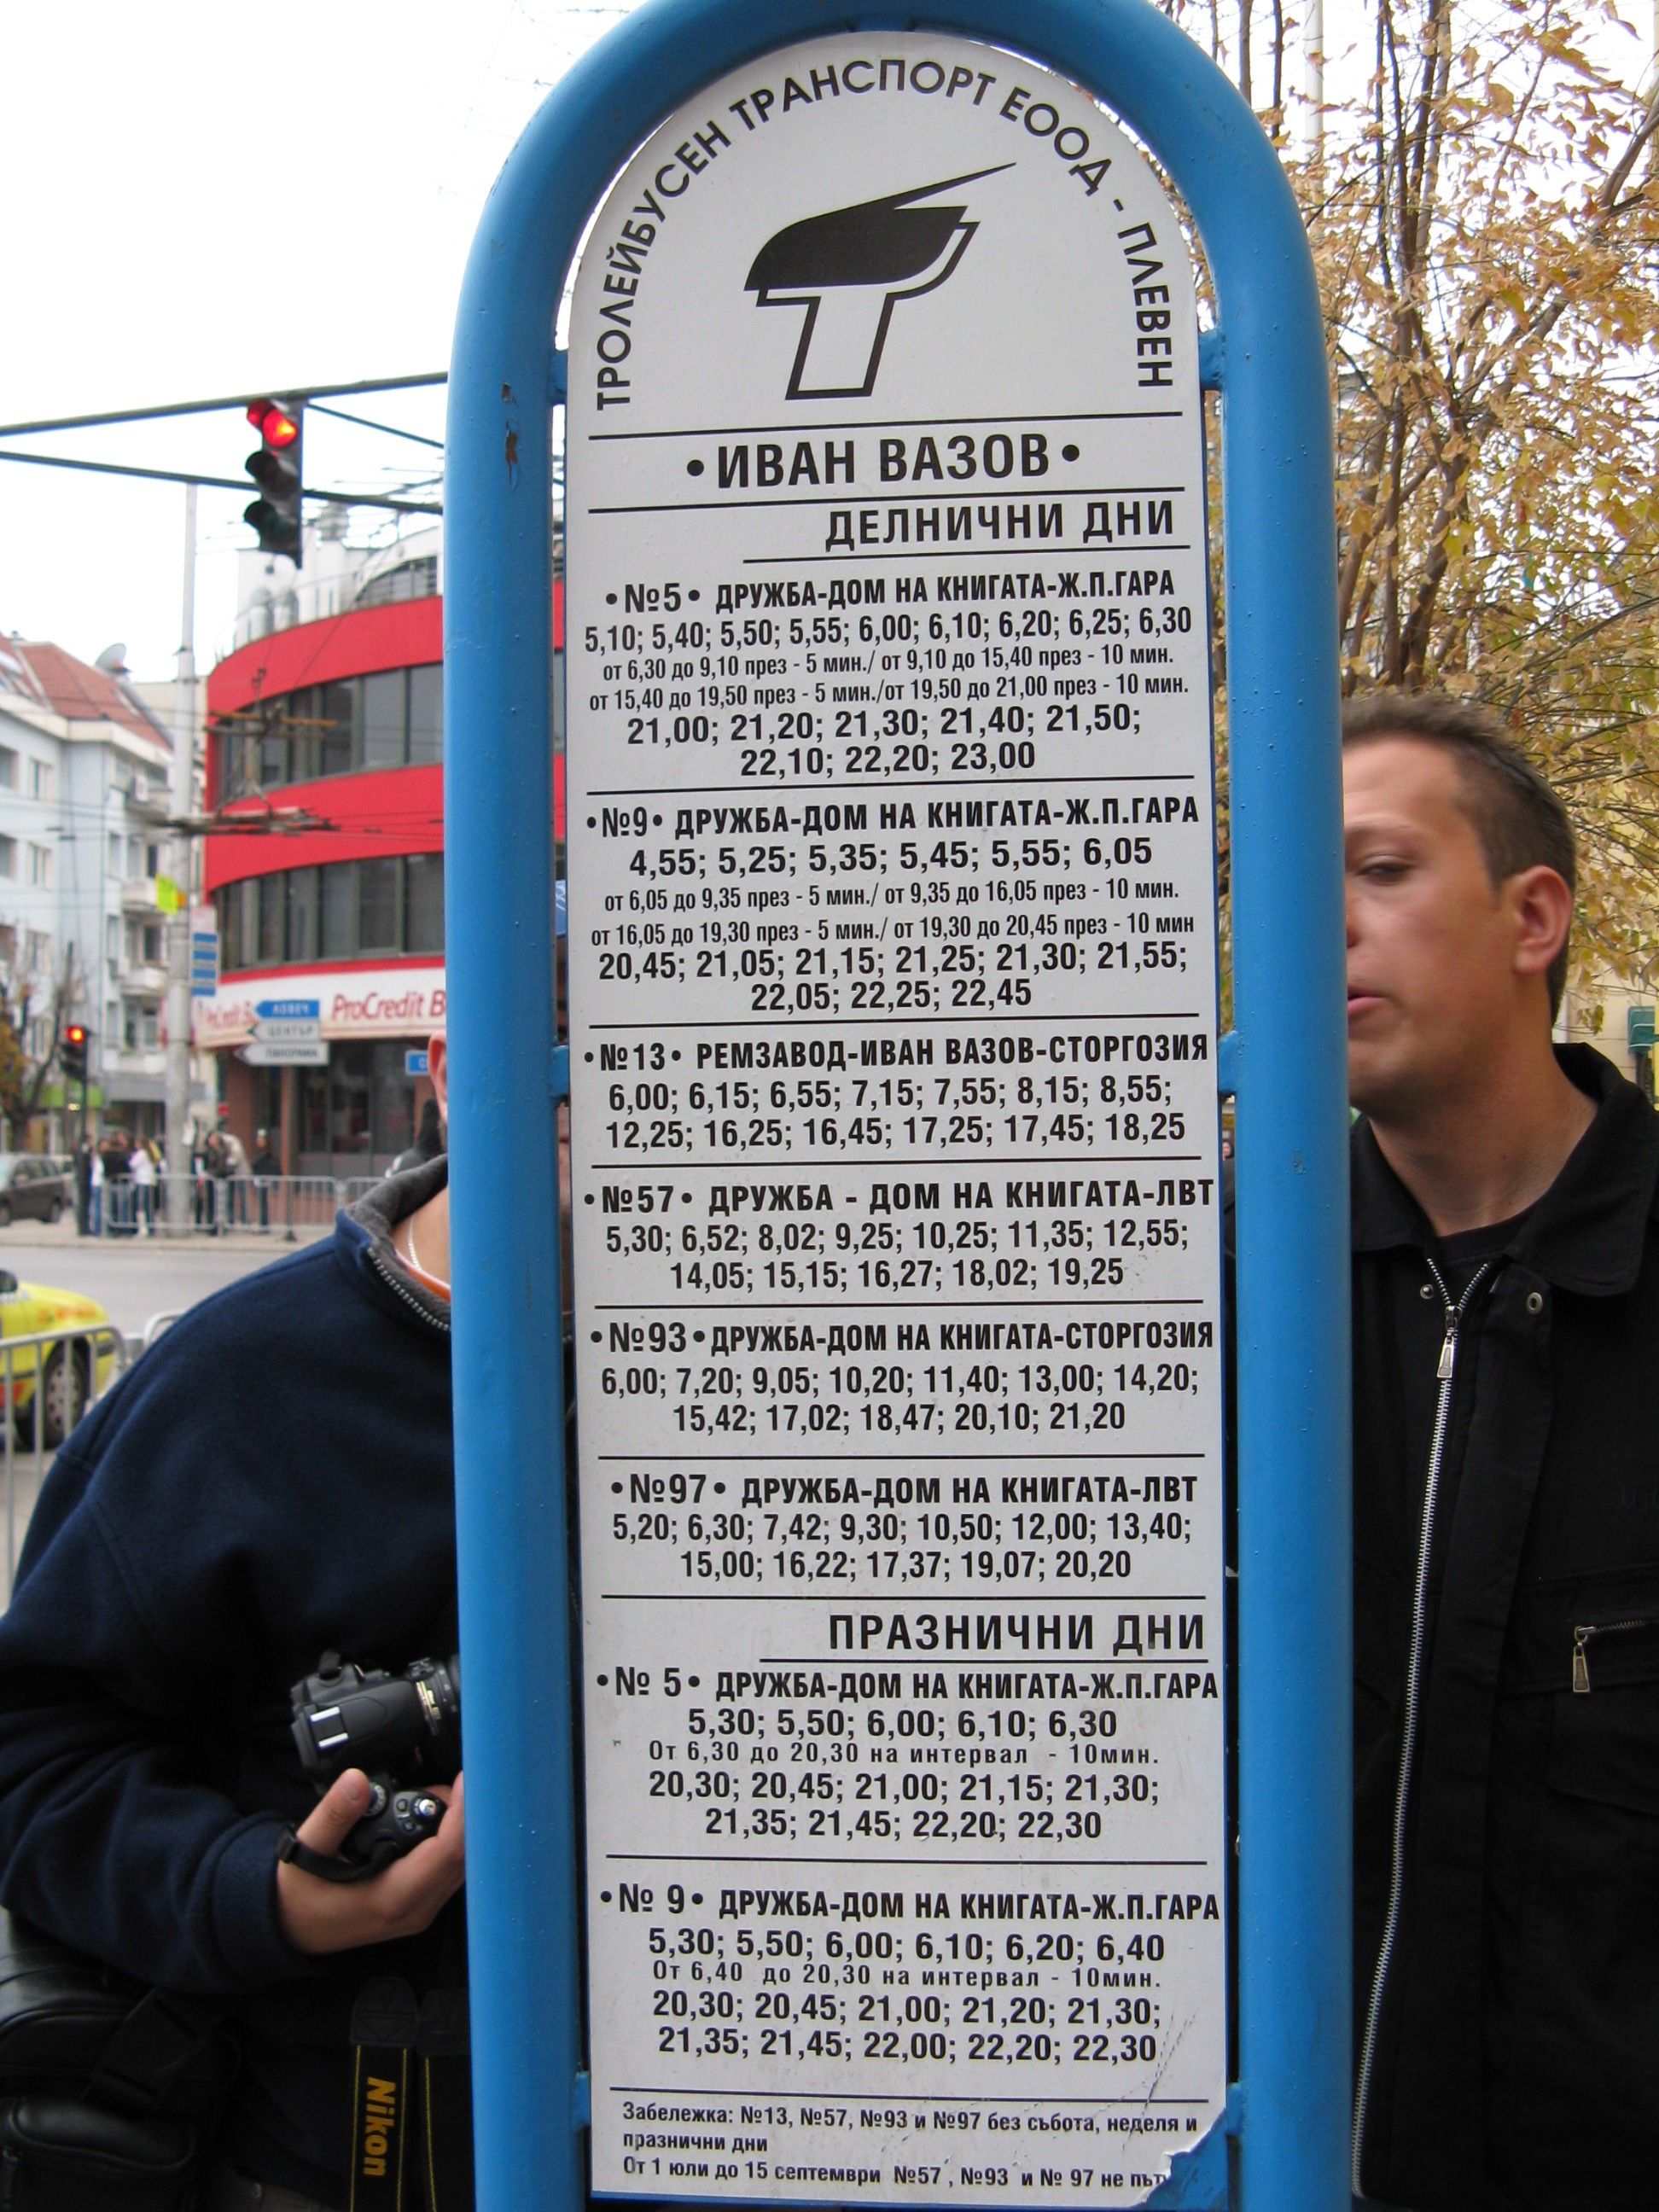 ТРОЛЕЙБУСЕН ТРАНСПОРТ ЕООД - ПЛЕВЕН
•ИВАН ВАЗОВ•
ДЕЛНИЧНИ ДНИ
•№5• ДРУЖБА-ДОМ НА КНИГАТА-Ж.П.ГАРА
5,10; 5,40; 5,50; 5,55; 6,00; 6,10; 6,20; 6,25; 6,30
от 6,30 до 9,10 през - 5 мин./ от 9,10 до 15,40 през - 10 мин.
от 15,40 до 19,50 през - 5 мин./от 19,50 до 21,00 през - 10 мин.
21,00; 21,20; 21,30; 21,40; 21,50;
22,10; 22,20; 23,00
•№9• ДРУЖБА-ДОМ НА КНИГАТА-Ж.П.ГАРА
4,55; 5,25; 5,35; 5,45; 5,55; 6,05
от 6,05 до 9,35 през - 5 мин./ от 9,35 до 16,05 през - 10 мин.
от 16,05 до 19,30 през - 5 мин./ от 19,30 до 20,45 през - 10 мин
20,45; 21,05; 21,15; 21,25; 21,30; 21,55;
22,05; 22,25; 22,45
•№13• РЕМЗАВОД-ИВАН ВАЗОВ-СТОРГОЗИЯ
6,00; 6,15; 6,55; 7,15; 7,55; 8,15; 8,55;
12,25; 16,25; 16,45; 17,25; 17,45; 18,25
•№57• ДРУЖБА - ДОМ НА КНИГАТА-ЛВТ
5,30; 6,52; 8,02; 9,25; 10,25; 11,35; 12,55;
14,05; 15,15; 16,27; 18,02; 19,25
•№93•ДРУЖБА-ДОМ НА КНИГАТА-СТОРГОЗИЯ
6,00; 7,20; 9,05; 10,20; 11,40; 13,00; 14,20;
15,42; 17,02; 18,47; 20,10; 21,20
•№97• ДРУЖБА-ДОМ НА КНИГАТА-ЛВТ
5,20; 6,30; 7,42; 9,30; 10,50; 12,00; 13,40;
15,00; 16,22; 17,37; 19,07; 20,20
ПРАЗНИЧНИ ДНИ
•№ 5• ДРУЖБА-ДОМ НА КНИГАТА-Ж.П.ГАРА
5,30; 5,50; 6,00; 6,10; 6,30
От 6,30 до 20,30 на интервал - 10мин.
20,30; 20,45; 21,00; 21,15; 21,30;
21,35; 21,45; 22,20; 22,30
•№ 9• ДРУЖБА-ДОМ НА КНИГАТА-Ж.П.ГАРА
5,30; 5,50; 6,00; 6,10; 6,20; 6,40
От 6,40 до 20,30 на интервал - 10мин.
20,30; 20,45; 21,00; 21,20; 21,30;
21,35; 21,45; 22,00; 22,20; 22,30
Забележка: №13, №57, №93 и №97 без събота, неделя и
празнични дни
От 1 юли до 15 септември №57 , №93 и № 97 не
ProCredit B
ЛОВЕЧ
ЦЕНТЪР
ПАНОРАМА
Nikon